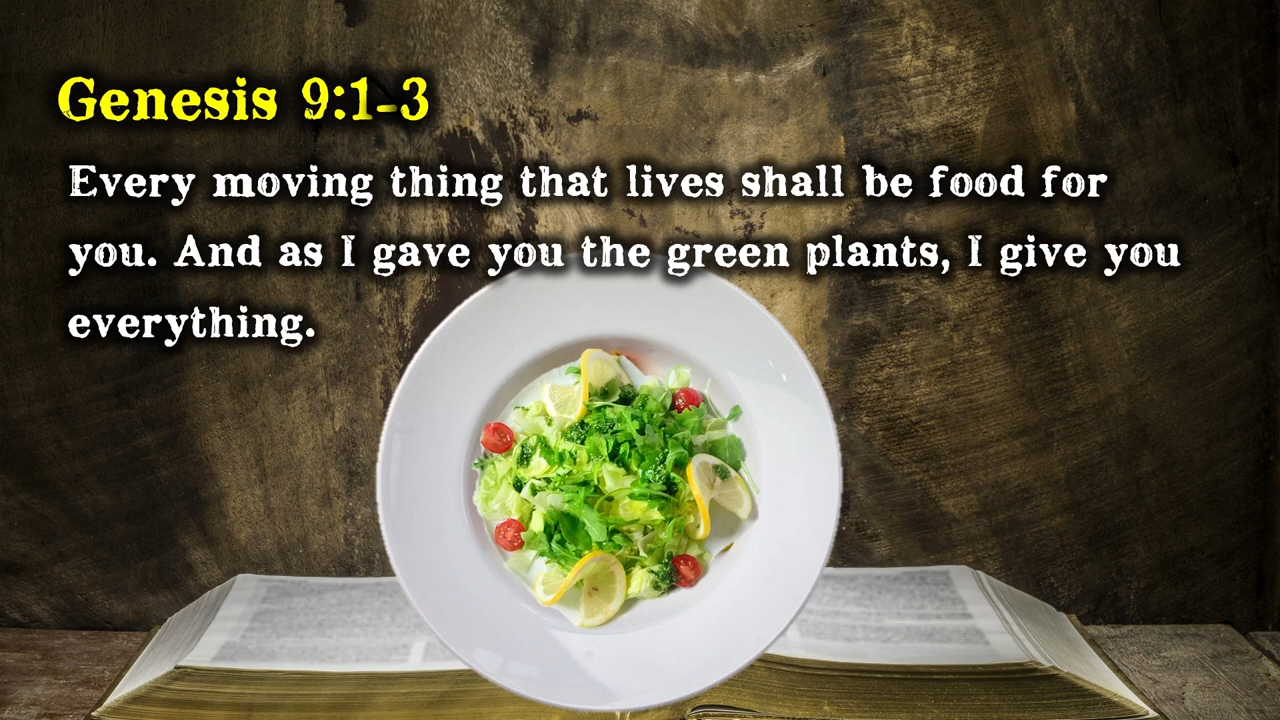 Genesis 9:1-3
Every moving thing that lives shall be food for
you. And as I gave you the green plants, I give you
everything.